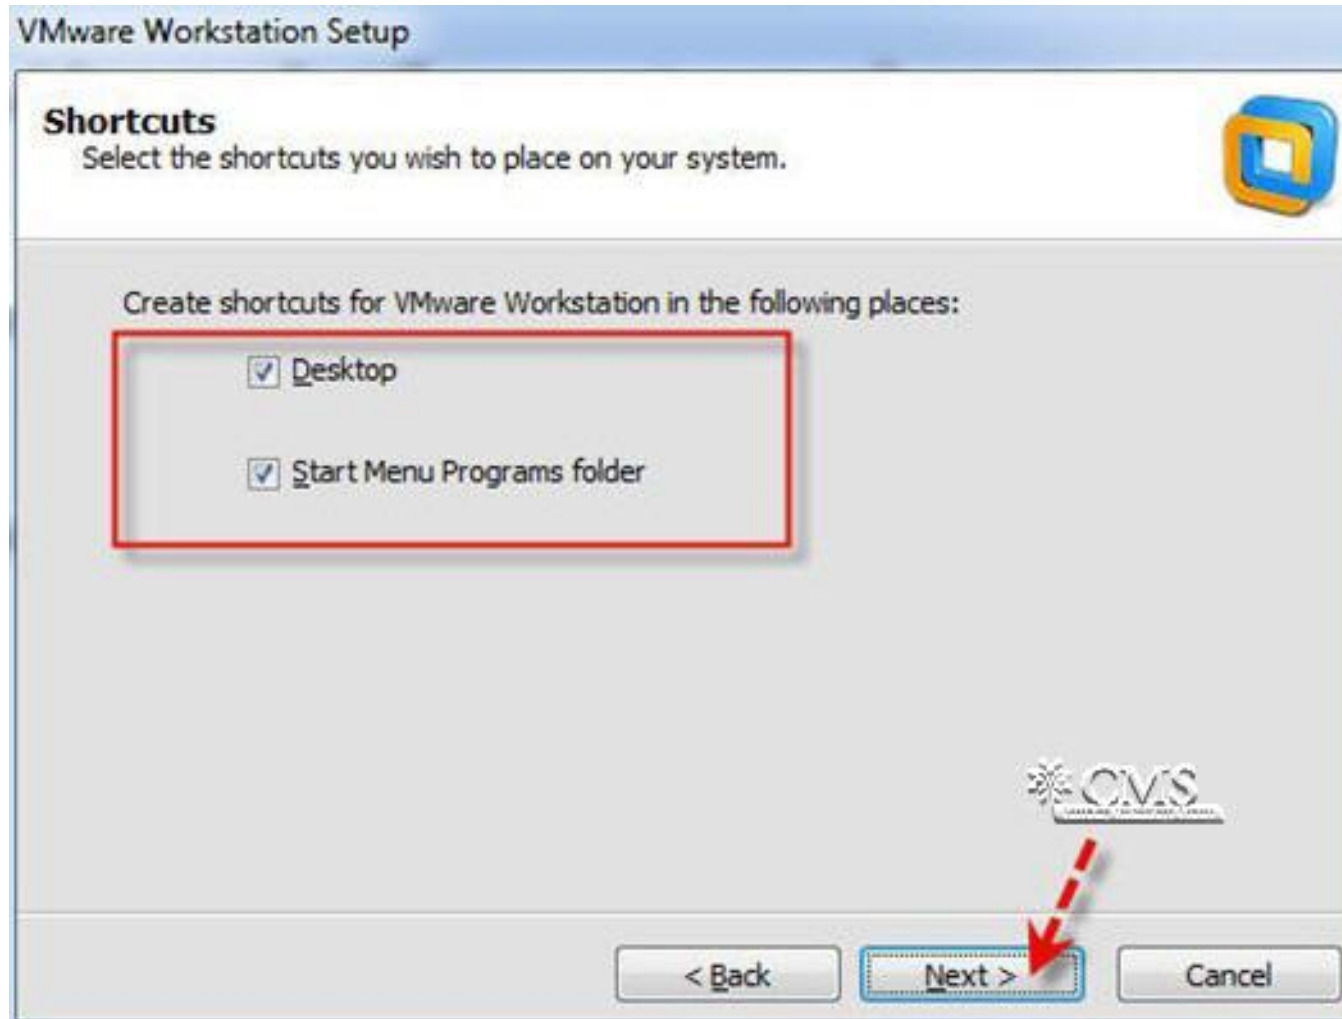 VMware Workstation Setup
Shortcuts
Select the shortcuts you wish to place on your system.
Create shortcuts for VMware Workstation in the following places:
Desktop
Start Menu Programs folder
CMS
< Back
Next >
Cancel